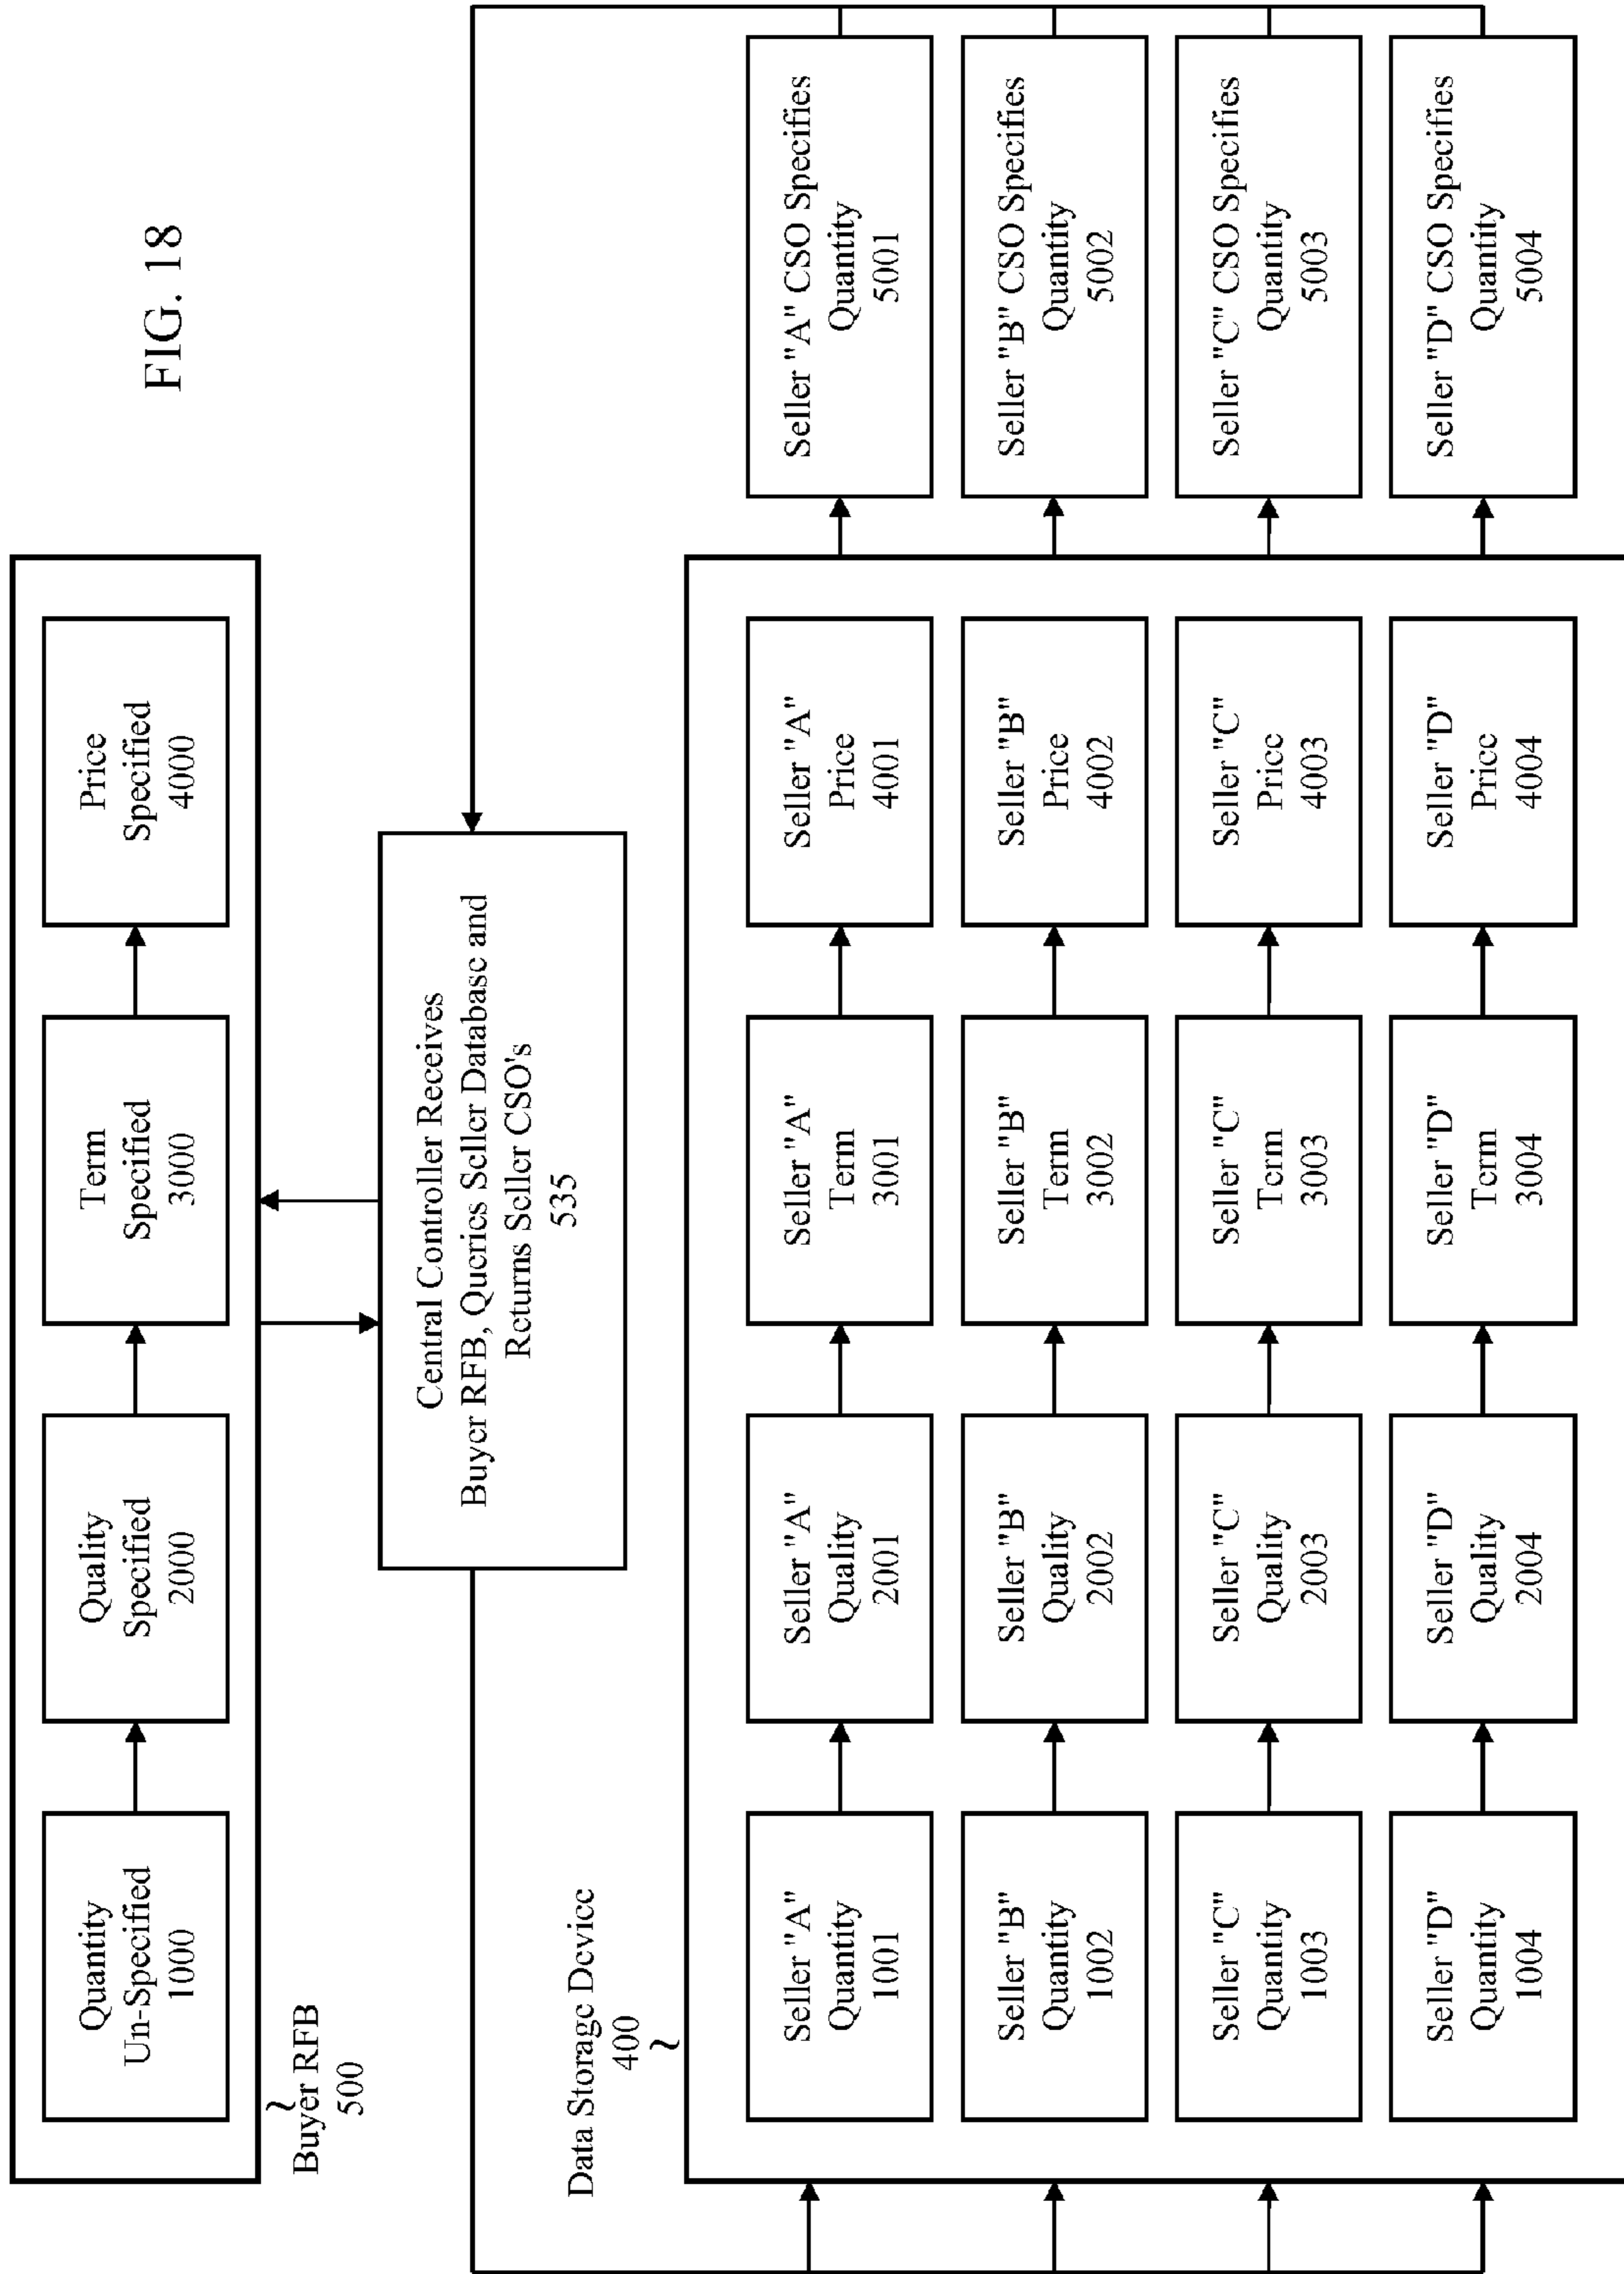 FIG. 18
Quantity
Un-Specified
1000
Quality
Specified
2000
Term
Specified
3000
Price
Specified
4000
Buyer RFB
500
Central Controller Receives
Buyer RFB, Queries Seller Database and
Returns Seller CSO's
535
Data Storage Device
400
Seller "A"
Quantity
1001
Seller "A"
Quality
2001
Seller "A"
Term
3001
Seller "A"
Price
4001
Seller "A" CSO Specifies
Quantity
5001
Seller "B"
Quantity
1002
Seller "B"
Quality
2002
Seller "B"
Term
3002
Seller "B"
Price
4002
Seller "B" CSO Specifies
Quantity
5002
Seller "C"
Quantity
1003
Seller "C"
Quality
2003
Seller "C"
Term
3003
Seller "C"
Price
4003
Seller "C" CSO Specifies
Quantity
5003
Seller "D"
Quantity
1004
Seller "D"
Quality
2004
Seller "D"
Term
3004
Seller "D"
Price
4004
Seller "D" CSO Specifies
Quantity
5004